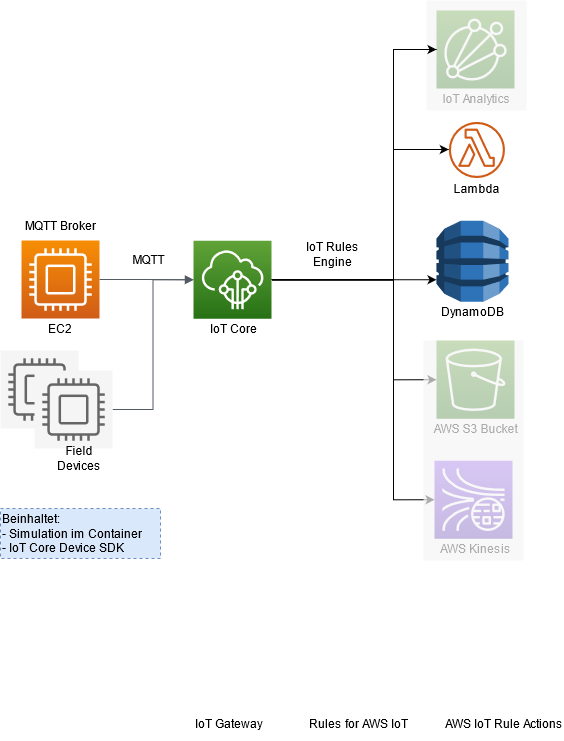 IoT Analytics
Lambda
MQTT Broker
MQTT
IoT Rules
Engine
EC2
IoT Core
DynamoDB
Field
Devices
AWS S3 Bucket
Beinhaltet:
- Simulation im Container
- IoT Core Device SDK
AWS Kinesis
IoT Gateway
Rules for AWS IoT
AWS IoT Rule Actions